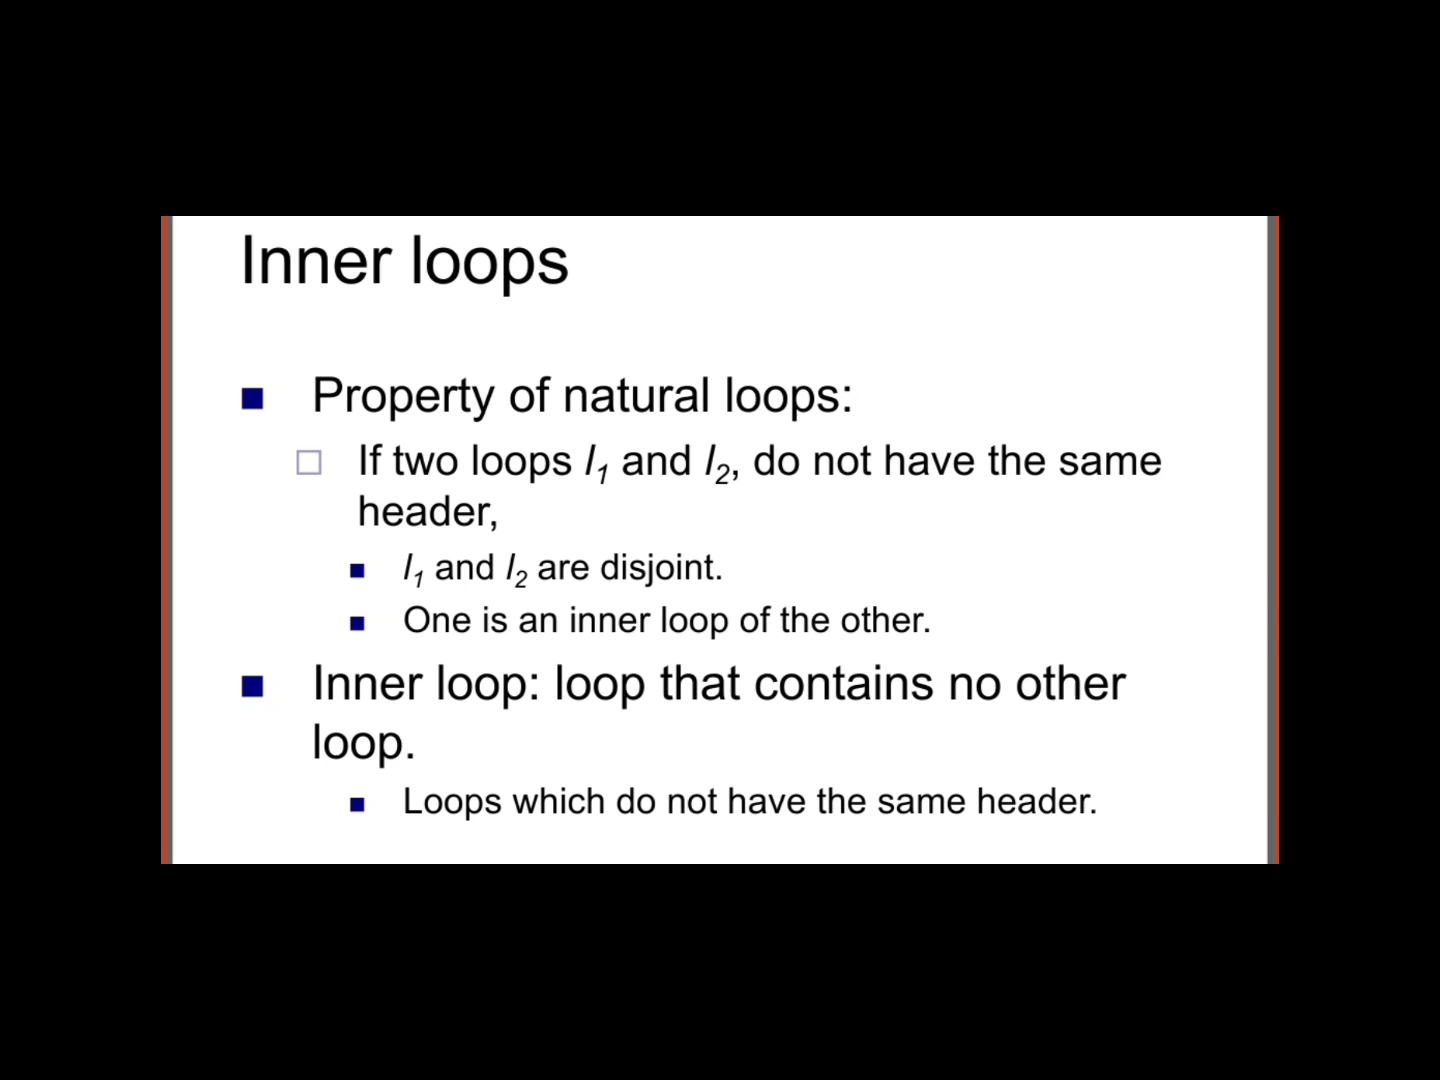 Inner loops
Property of natural loops:
If two loops l1 and l2, do not have the same
header,
l1 and l2 are disjoint.
One is an inner loop of the other.
Inner loop: loop that contains no other
loop.
Loops which do not have the same header.